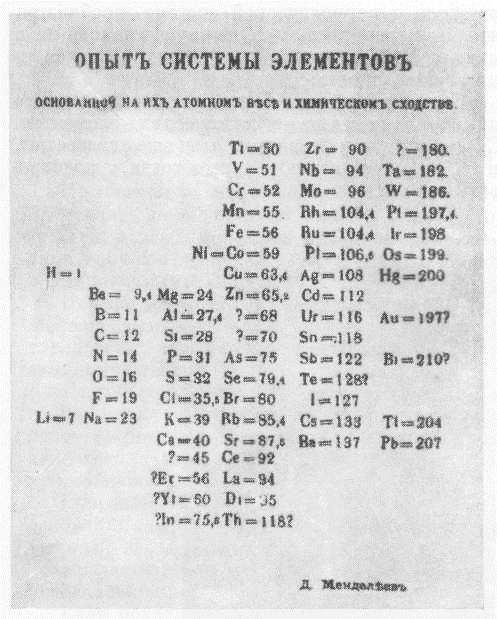 ОПЫТЪ СИСТЕМЫ ЭЛЕМЕНТОВЪ
ОСНОВАННОЙ НА ИХЪ АТОМНОМЪ ВѢСѢ И ХИМИЧЕСКОМЪ СХОДСТВѢ.
Ti = 50 Zr = 90 ? = 180.
V = 51 Nb = 94 Ta = 182.
Cr = 52 Mo = 96 W = 186.
Mn = 55 Rh = 104,4 Pt = 197,4.
Fe = 56 Ru = 104,4 Ir = 198
Ni = Co = 59 Pl = 106,6 Os = 199.
H = 1 Cu = 63,4 Ag = 108 Hg = 200
Be = 9,4 Mg = 24 Zn = 65,2 Cd = 112
B = 11 Al = 27,4 ? = 68 Ur = 116 Au = 197?
C = 12 Si = 28 ? = 70 Sn = 118
N = 14 P = 31 As = 75 Sb = 122 Bi = 210?
O = 16 S = 32 Se = 79,4 Te = 128?
F = 19 Cl = 35,5 Br = 80 I = 127
Li = 7 Na = 23 K = 39 Rb = 85,4 Cs = 133 Tl = 204
Ca = 40 Sr = 87,6 Ba = 137 Pb = 207
? = 45 Ce = 92
?Er = 56 La = 94
?Yt = 60 Di = 95
?In = 75,6 Th = 118?
Д. Менделѣевъ